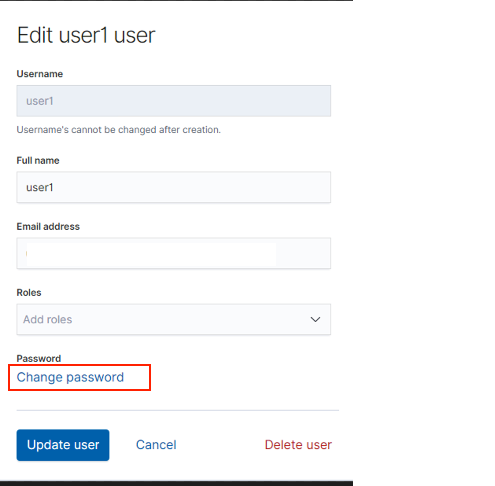 Edit user1 user
Username
user1
Username's cannot be changed after creation.
Full name
user1
Email address
Roles
Add roles
Password
Change password
Update user
Cancel
Delete user